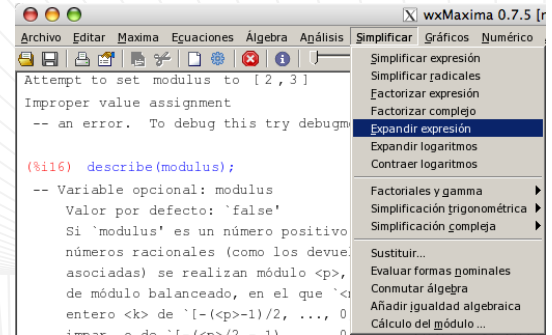 wxMaxima 0.7.5
Archivo Editar Maxima Ecuaciones Álgebra Análisis Simplificar Gráficos Numérico
Attempt to set modulus to [2,3]
Improper value assignment
-- an error. To debug this try
(%i16) describe(modulus);
-- Variable opcional: modulus
Valor por defecto: `false'
Si `modulus' es un número positivo
números racionales (como los
asociadas) se realizan módulo <p>,
de módulo balanceado, en el que
entero <k> de `[-(<p>-1)/2, ..., 0
Simplificar expresión
Simplificar radicales
Factorizar expresión
Factorizar complejo
Expandir expresión
Expandir logaritmos
Contraer logaritmos
Factoriales y gamma
Simplificación trigonométrica
Simplificación compleja
Sustituir...
Evaluar formas nominales
Conmutar álgebra
Añadir igualdad algebraica
Cálculo del módulo ...